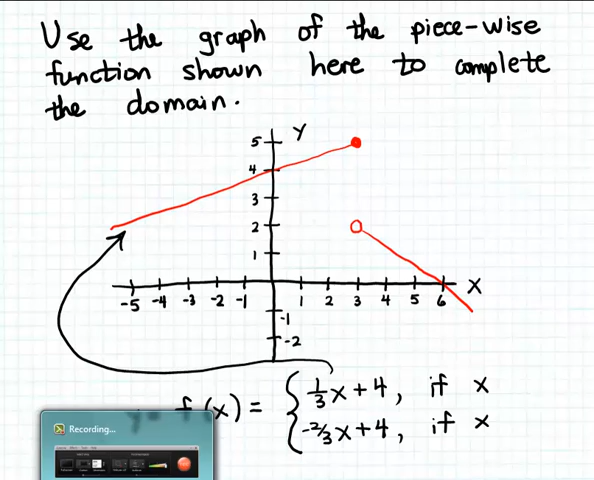 Use the graph of the piece-wise
function shown here to complete
the domain.
Y
5
4
3
2
1
-5 -4 -3 -2 -1 1 2 3 4 5 6 X
-1
-2
1/3x + 4, if x
f(x) =
-2/3x + 4, if x
Recording...